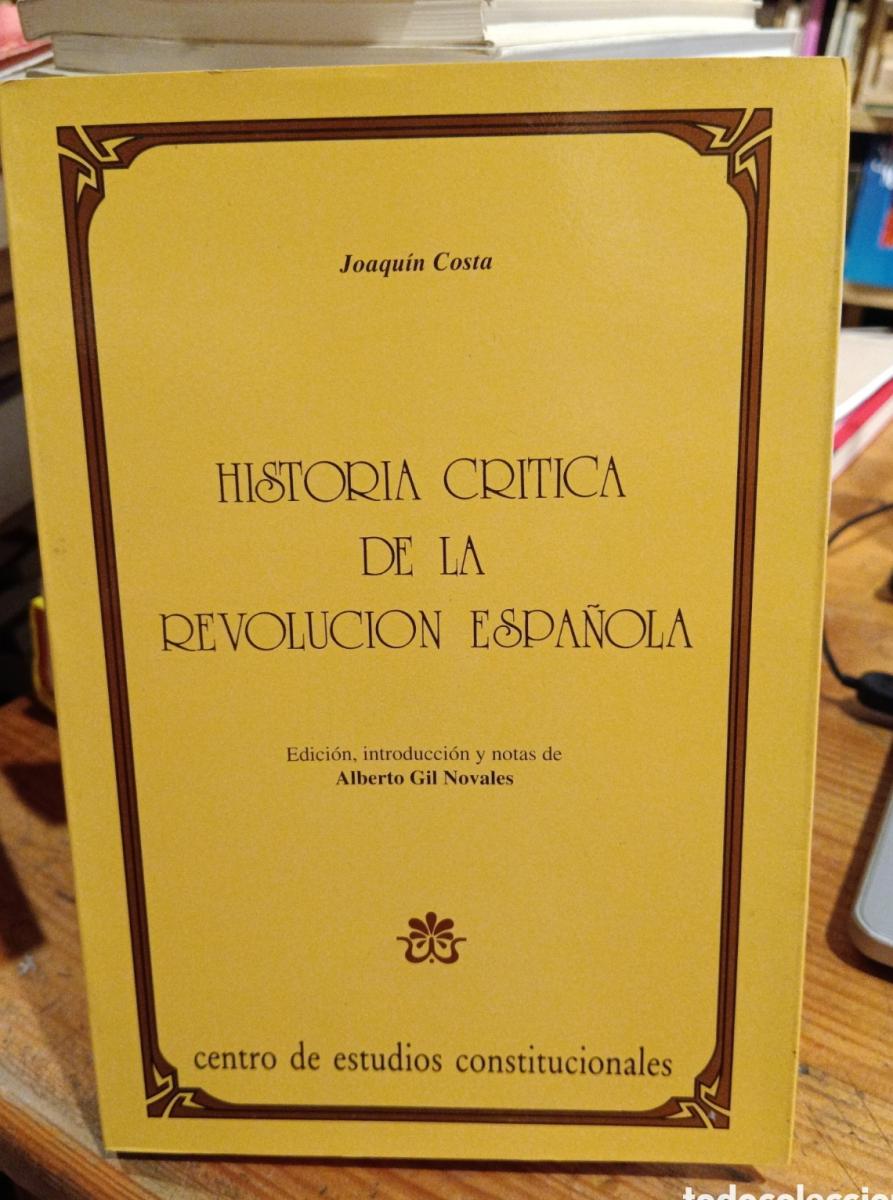 Joaquín Costa
HISTORIA CRITICA
DE LA
REVOLUCION ESPAÑOLA
Edición, introducción y notas de
Alberto Gil Novales
centro de estudios constitucionales